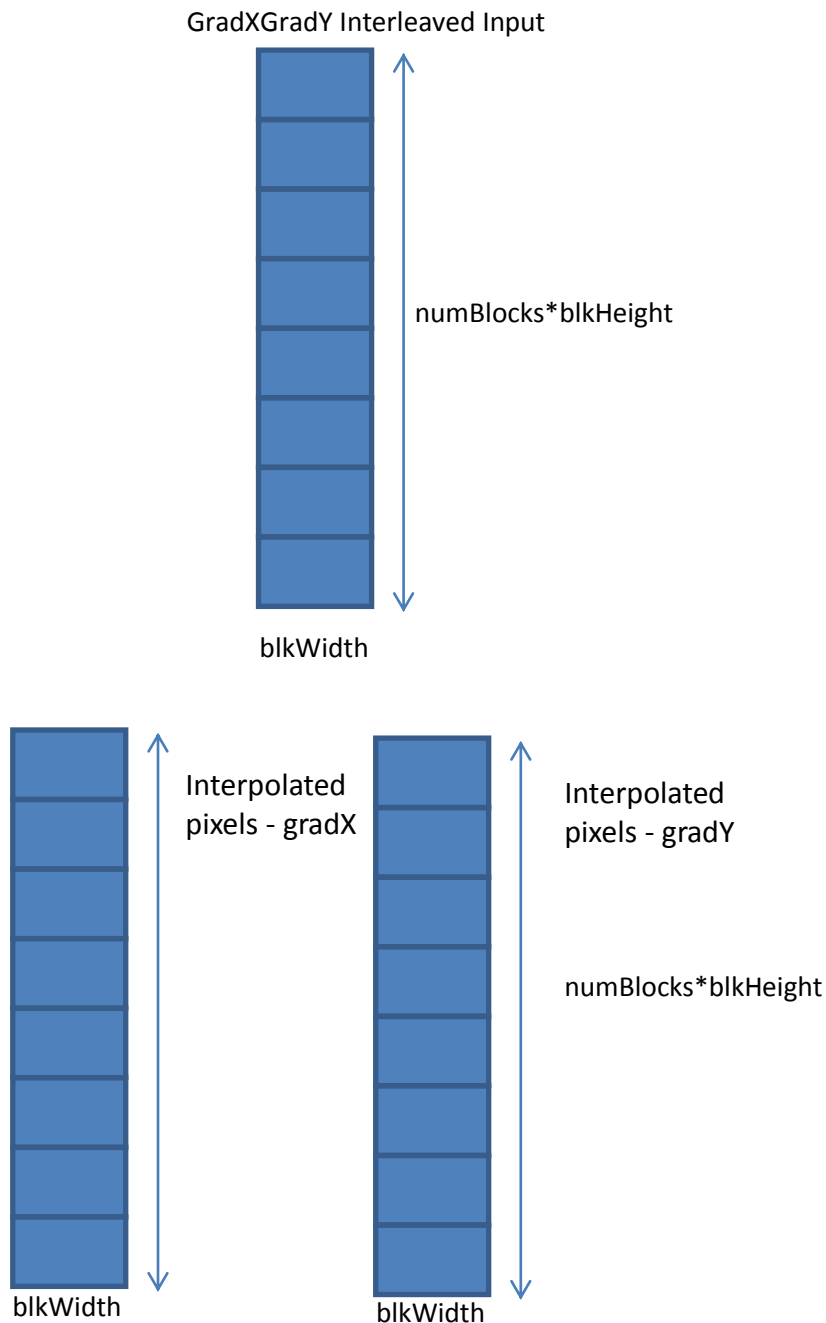 GradXGradY Interleaved Input
numBlocks*blkHeight
blkWidth
Interpolated
pixels - gradX
Interpolated
pixels - gradY
numBlocks*blkHeight
blkWidth
blkWidth